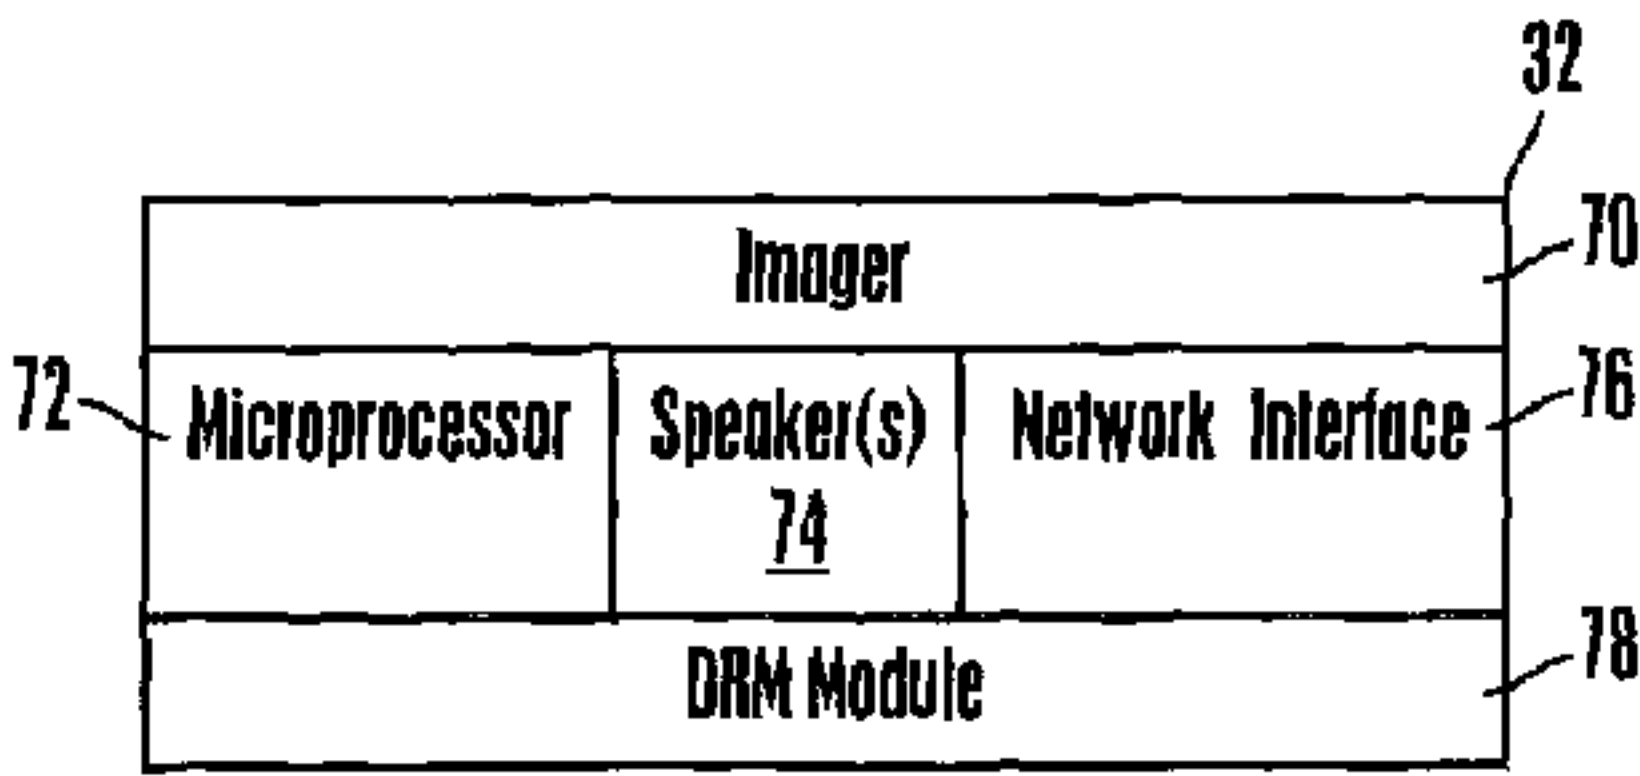 32
Imager
70
72
Microprocessor
Speaker(s)
74
Network Interface
76
DRM Module
78